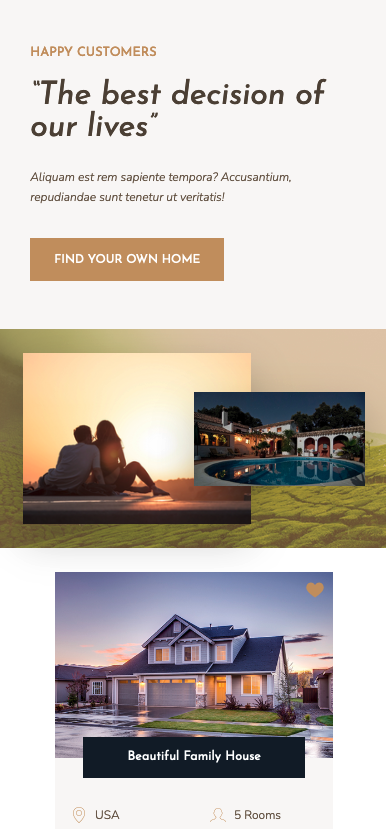 HAPPY CUSTOMERS
“The best decision of
our lives”
Aliquam est rem sapiente tempora? Accusantium,
repudiandae sunt tenetur ut veritatis!
FIND YOUR OWN HOME
Beautiful Family House
USA
5 Rooms